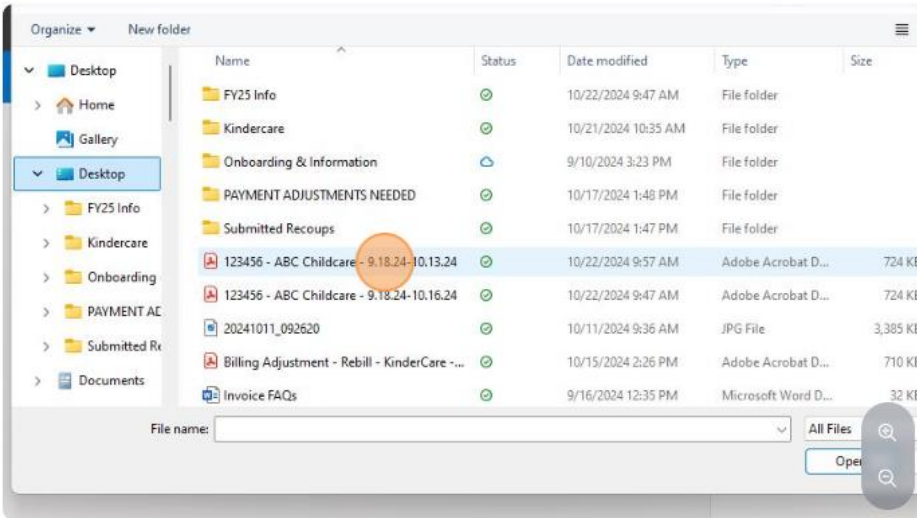 Organize New folder
Name Status Date modified Type Size
Desktop
Home
Gallery
Desktop
FY25 Info
Kindercare
Onboarding
PAYMENT AD
Submitted Re
Documents
FY25 Info 10/22/2024 9:47 AM File folder
Kindercare 10/21/2024 10:35 AM File folder
Onboarding & Information 9/10/2024 3:23 PM File folder
PAYMENT ADJUSTMENTS NEEDED 10/17/2024 1:48 PM File folder
Submitted Recoups 10/17/2024 1:47 PM File folder
123456 - ABC Childcare - 9.18.24-10.13.24 10/22/2024 9:57 AM Adobe Acrobat D... 724 KB
123456 - ABC Childcare - 9.18.24-10.16.24 10/22/2024 9:47 AM Adobe Acrobat D... 724 KB
20241011_092620 10/11/2024 9:36 AM JPG File 3,385 KB
Billing Adjustment - Rebill - KinderCare -... 10/15/2024 2:26 PM Adobe Acrobat D... 710 KB
Invoice FAQs 9/16/2024 12:35 PM Microsoft Word D... 32 KB
File name: All Files
Open